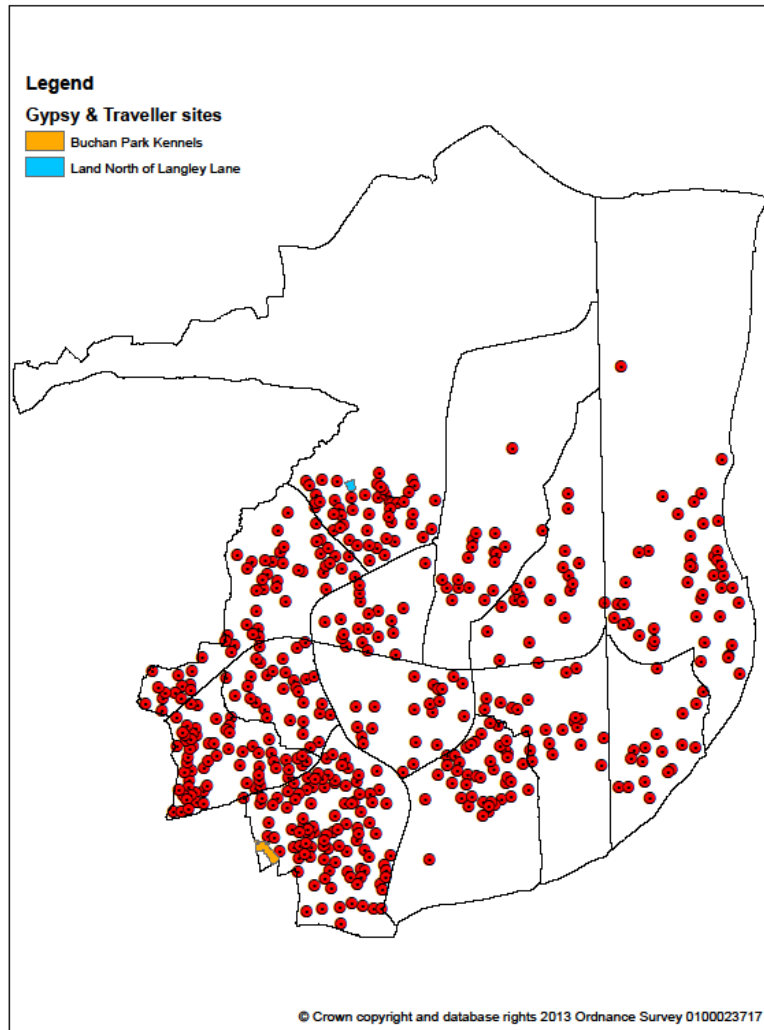 Legend
Gypsy & Traveller sites
Buchan Park Kennels
Land North of Langley Lane
© Crown copyright and database rights 2013 Ordnance Survey 0100023717